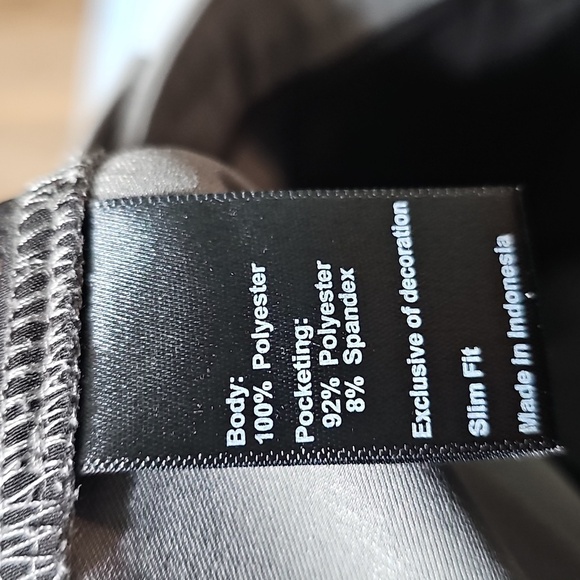 Body:
100% Polyester
Pocketing:
92% Polyester
8% Spandex
Exclusive of decoration
Slim Fit
Made in Indonesia